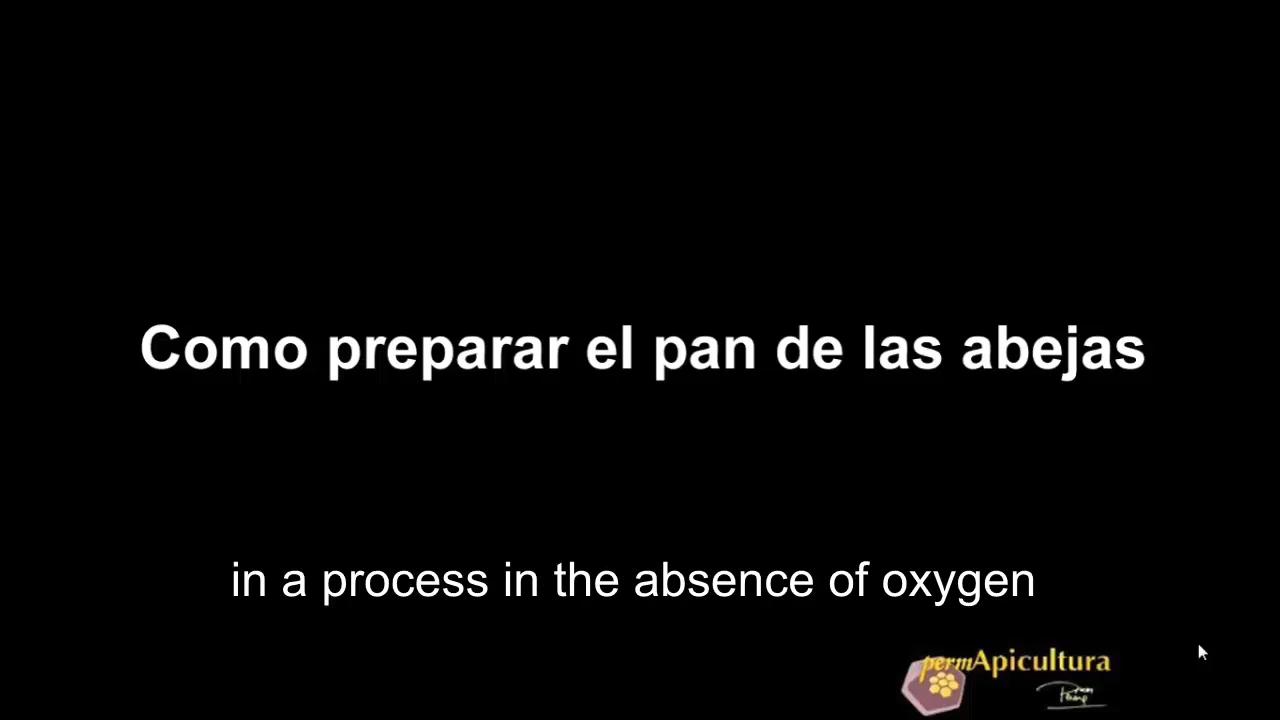 Como preparar el pan de las abejas
in a process in the absence of oxygen
permApicultura